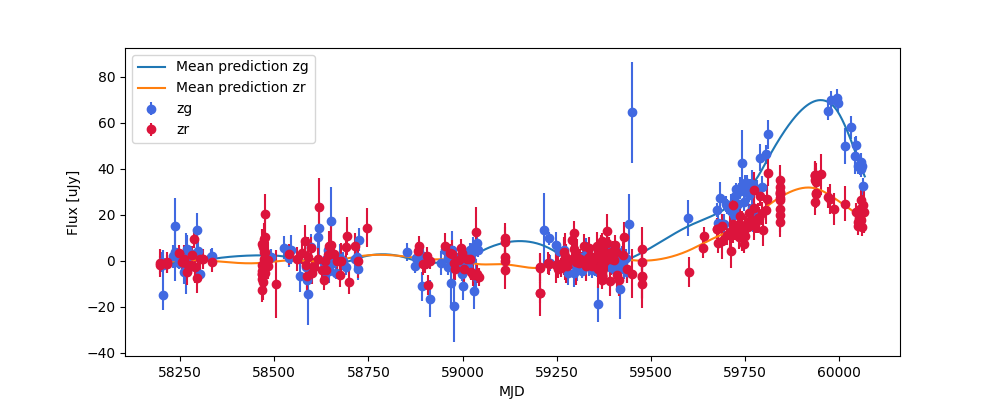 Mean prediction zg
Mean prediction zr
zg
zr
80
60
40
20
0
−20
−40
Flux [uJy]
58250
58500
58750
59000
59250
59500
59750
60000
MJD